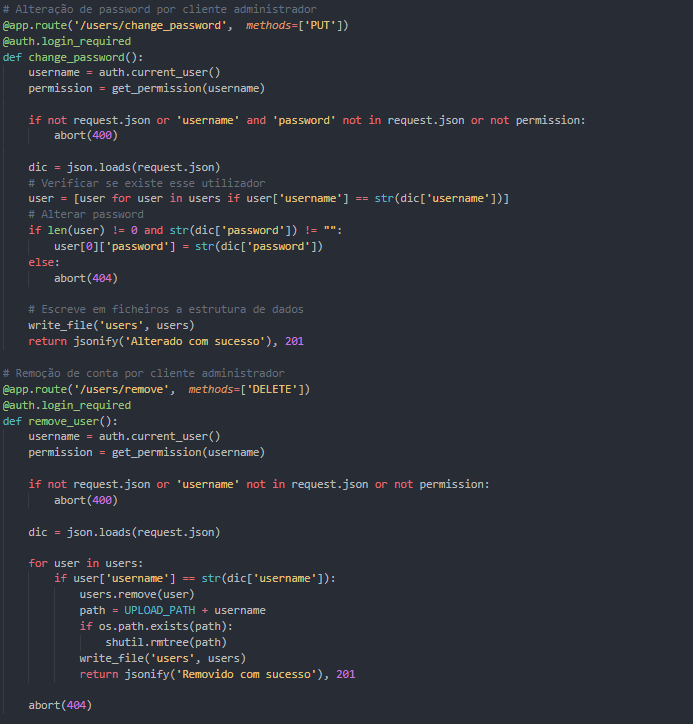 # Alteração de password por cliente administrador
@app.route('/users/change_password',  methods=['PUT'])
@auth.login_required
def change_password():
    username = auth.current_user()
    permission = get_permission(username)

    if not request.json or 'username' and 'password' not in request.json or not permission:
        abort(400)

    dic = json.loads(request.json)
    # Verificar se existe esse utilizador
    user = [user for user in users if user['username'] == str(dic['username'])]
    # Alterar password
    if len(user) != 0 and str(dic['password']) != "":
        user[0]['password'] = str(dic['password'])
    else:
        abort(404)

    # Escreve em ficheiros a estrutura de dados
    write_file('users', users)
    return jsonify('Alterado com sucesso'), 201

# Remoção de conta por cliente administrador
@app.route('/users/remove',  methods=['DELETE'])
@auth.login_required
def remove_user():
    username = auth.current_user()
    permission = get_permission(username)

    if not request.json or 'username' not in request.json or not permission:
        abort(400)

    dic = json.loads(request.json)

    for user in users:
        if user['username'] == str(dic['username']):
            users.remove(user)
            path = UPLOAD_PATH + username
            if os.path.exists(path):
                shutil.rmtree(path)
            write_file('users', users)
            return jsonify('Removido com sucesso'), 201

    abort(404)